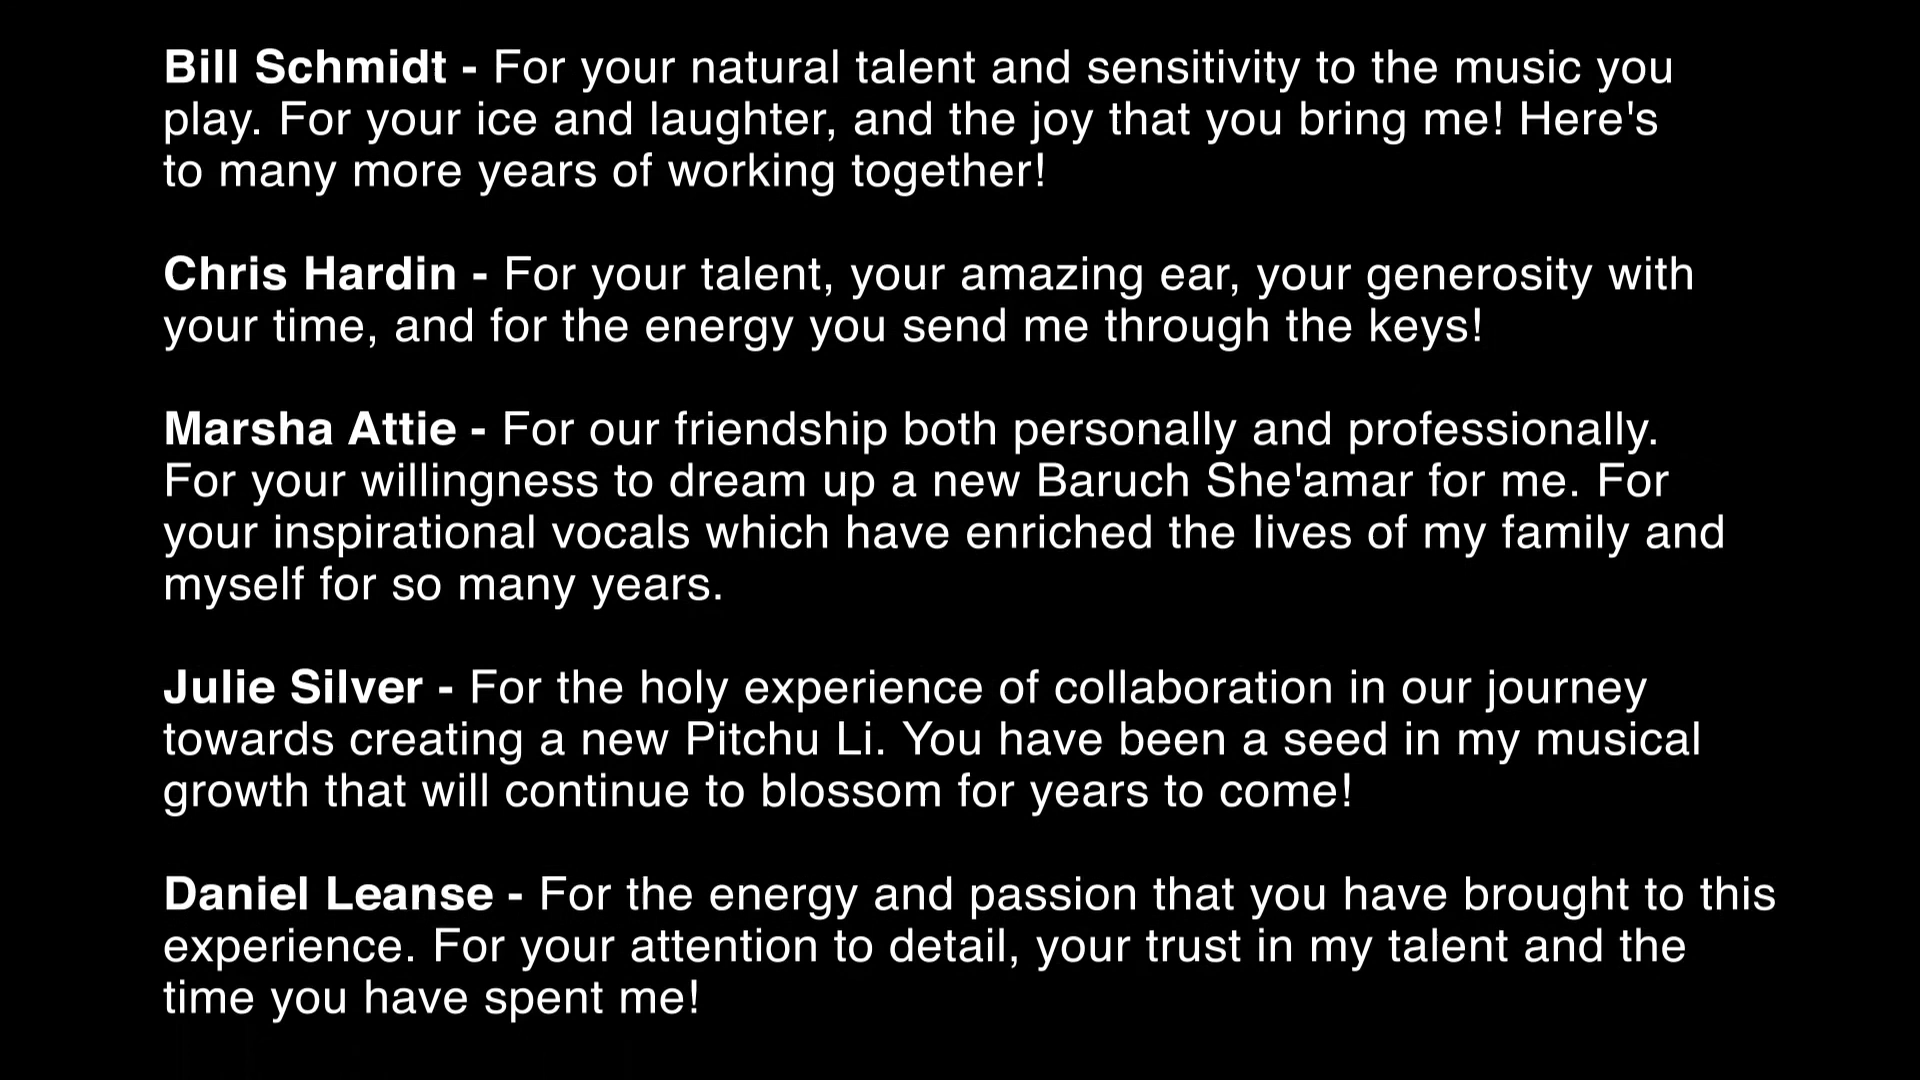 Bill Schmidt - For your natural talent and sensitivity to the music you
play. For your ice and laughter, and the joy that you bring me! Here's
to many more years of working together!
Chris Hardin - For your talent, your amazing ear, your generosity with
your time, and for the energy you send me through the keys!
Marsha Attie - For our friendship both personally and professionally.
For your willingness to dream up a new Baruch She'amar for me. For
your inspirational vocals which have enriched the lives of my family and
myself for so many years.
Julie Silver - For the holy experience of collaboration in our journey
towards creating a new Pitchu Li. You have been a seed in my musical
growth that will continue to blossom for years to come!
Daniel Leanse - For the energy and passion that you have brought to this
experience. For your attention to detail, your trust in my talent and the
time you have spent me!